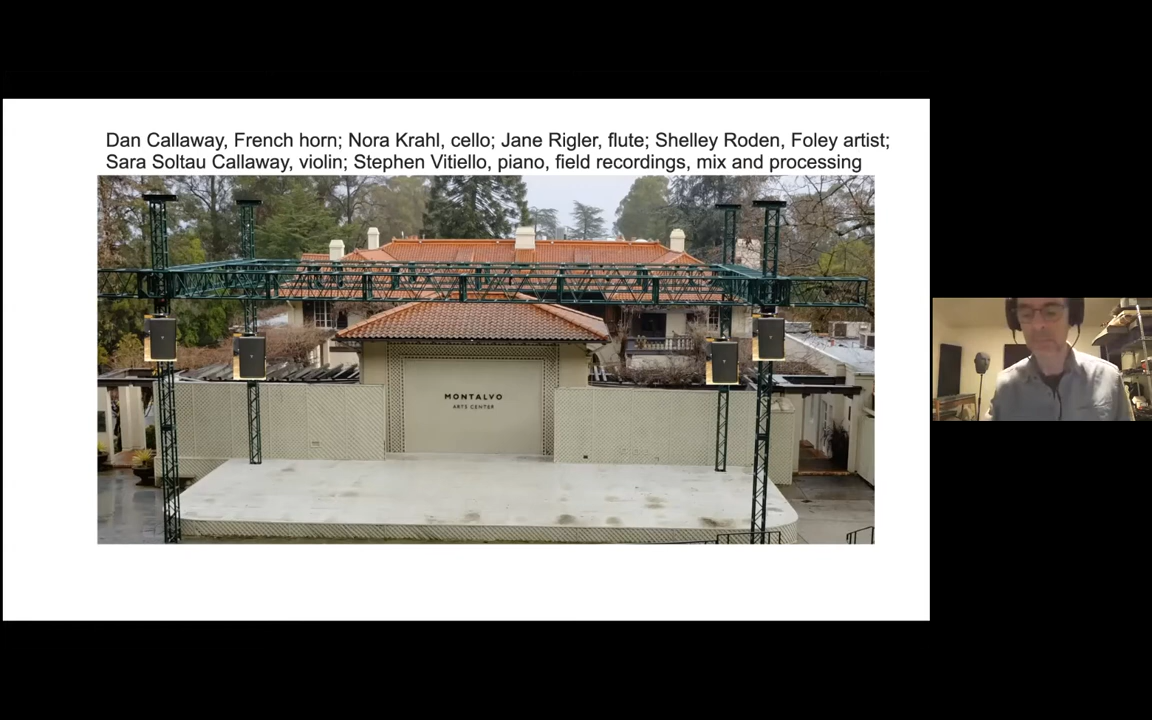 Dan Callaway, French horn; Nora Krahl, cello; Jane Rigler, flute; Shelley Roden, Foley artist;
Sara Soltau Callaway, violin; Stephen Vitiello, piano, field recordings, mix and processing
MONTALVO
ARTS CENTER